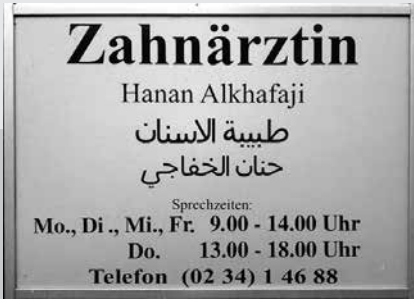 Zahnärztin
Hanan Alkhafaji
طبيبة الاسنان
حنان الخفاجي
Sprechzeiten:
Mo., Di ., Mi., Fr. 9.00 - 14.00 Uhr
Do. 13.00 - 18.00 Uhr
Telefon (02 34) 1 46 88